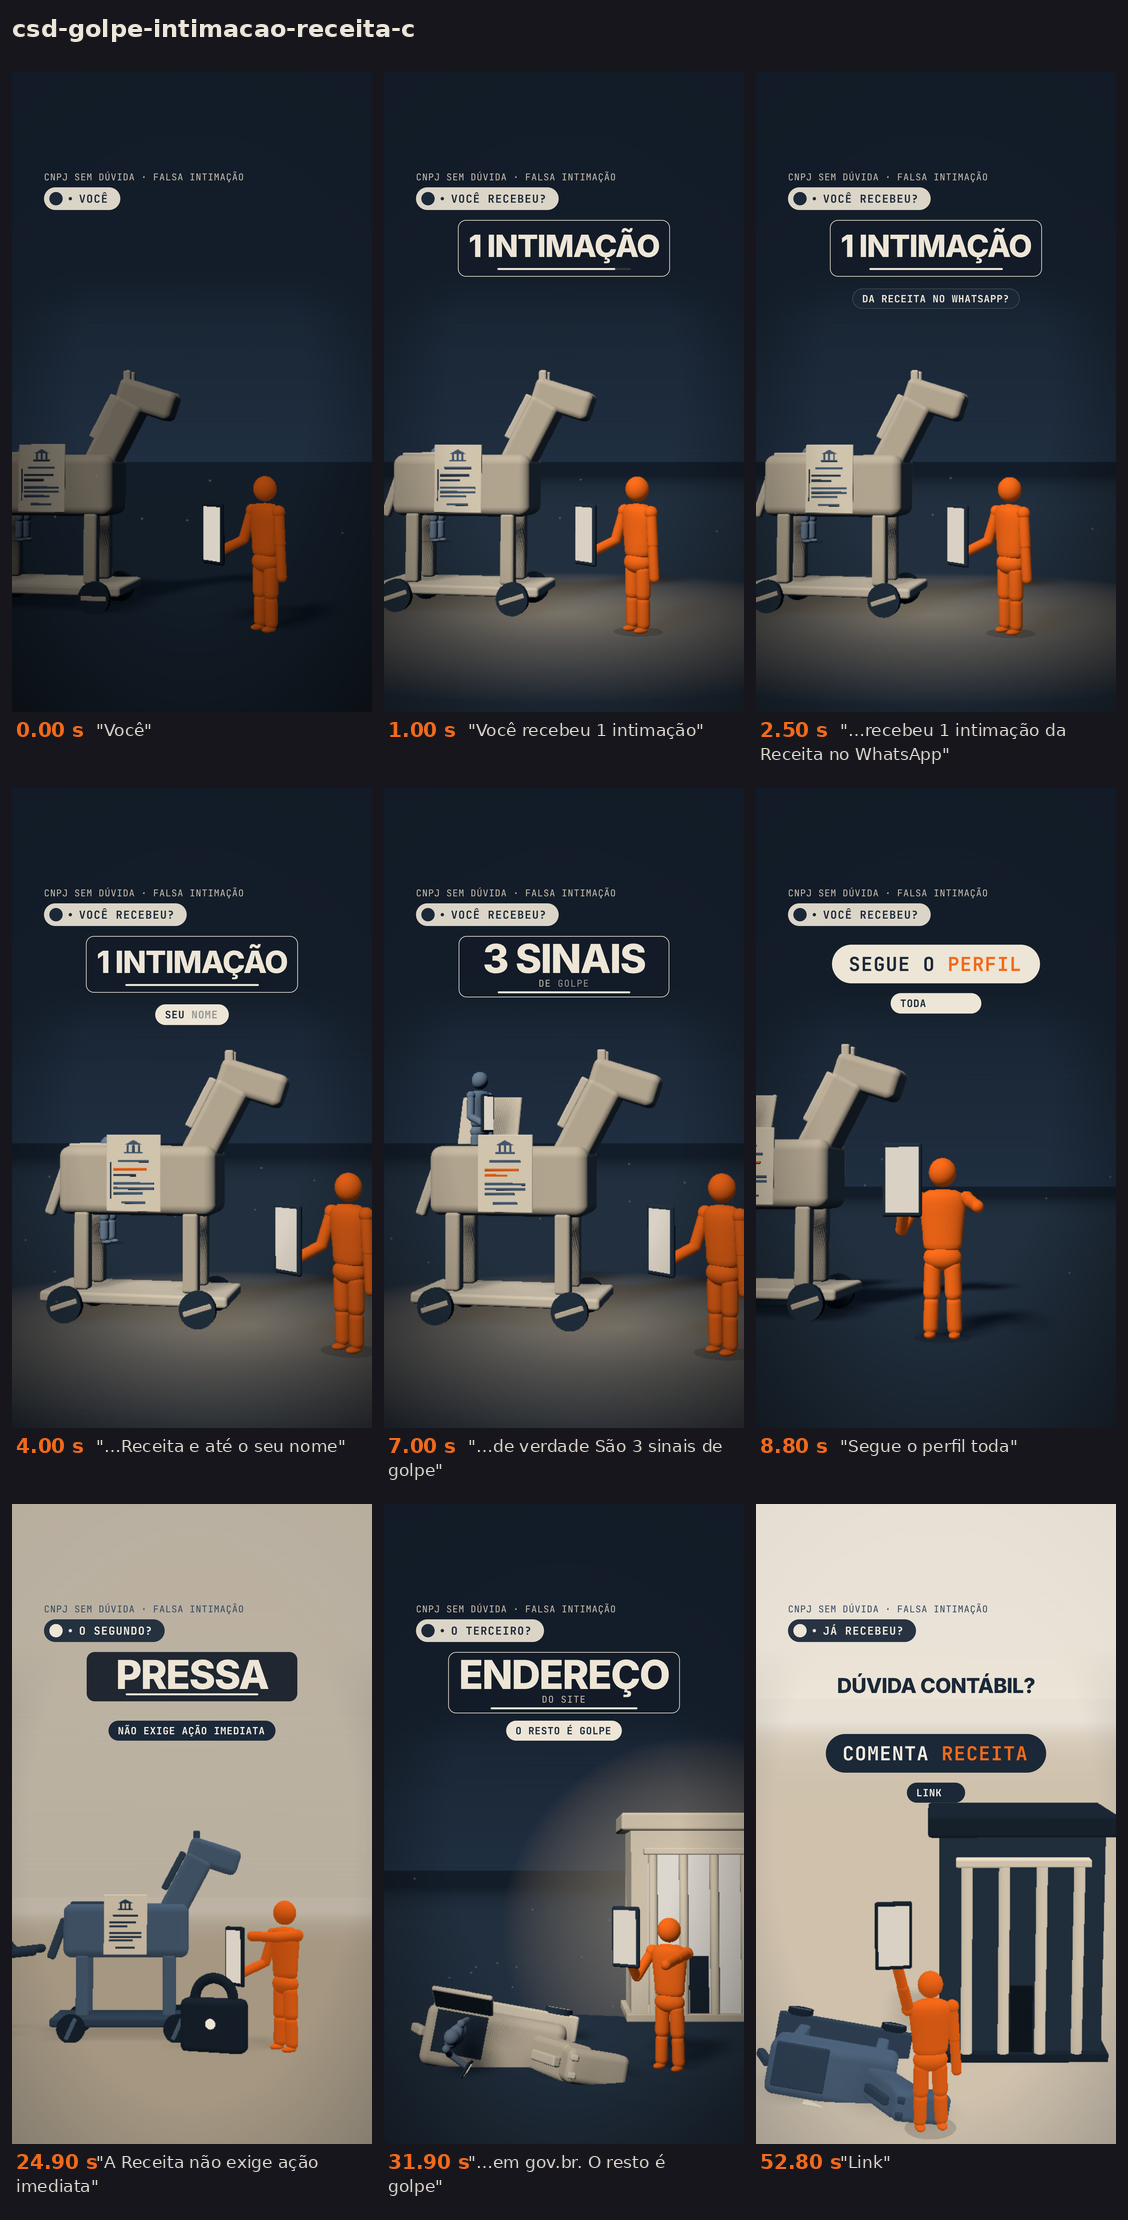 csd-golpe-intimacao-receita-c
CNPJ SEM DÚVIDA · FALSA INTIMAÇÃO
• VOCÊ
0.00 s "Você"
CNPJ SEM DÚVIDA · FALSA INTIMAÇÃO
• VOCÊ RECEBEU?
1 INTIMAÇÃO
1.00 s "Você recebeu 1 intimação"
CNPJ SEM DÚVIDA · FALSA INTIMAÇÃO
• VOCÊ RECEBEU?
1 INTIMAÇÃO
DA RECEITA NO WHATSAPP?
2.50 s "...recebeu 1 intimação da
Receita no WhatsApp"
CNPJ SEM DÚVIDA · FALSA INTIMAÇÃO
• VOCÊ RECEBEU?
1 INTIMAÇÃO
SEU NOME
4.00 s "...Receita e até o seu nome"
CNPJ SEM DÚVIDA · FALSA INTIMAÇÃO
• VOCÊ RECEBEU?
3 SINAIS
DE GOLPE
7.00 s "...de verdade São 3 sinais de
golpe"
CNPJ SEM DÚVIDA · FALSA INTIMAÇÃO
• VOCÊ RECEBEU?
SEGUE O PERFIL
TODA
8.80 s "Segue o perfil toda"
CNPJ SEM DÚVIDA · FALSA INTIMAÇÃO
• O SEGUNDO?
PRESSA
NÃO EXIGE AÇÃO IMEDIATA
24.90 s "A Receita não exige ação
imediata"
CNPJ SEM DÚVIDA · FALSA INTIMAÇÃO
• O TERCEIRO?
ENDEREÇO
DO SITE
O RESTO É GOLPE
31.90 s "...em gov.br. O resto é
golpe"
CNPJ SEM DÚVIDA · FALSA INTIMAÇÃO
• JÁ RECEBEU?
DÚVIDA CONTÁBIL?
COMENTA RECEITA
LINK
52.80 s "Link"